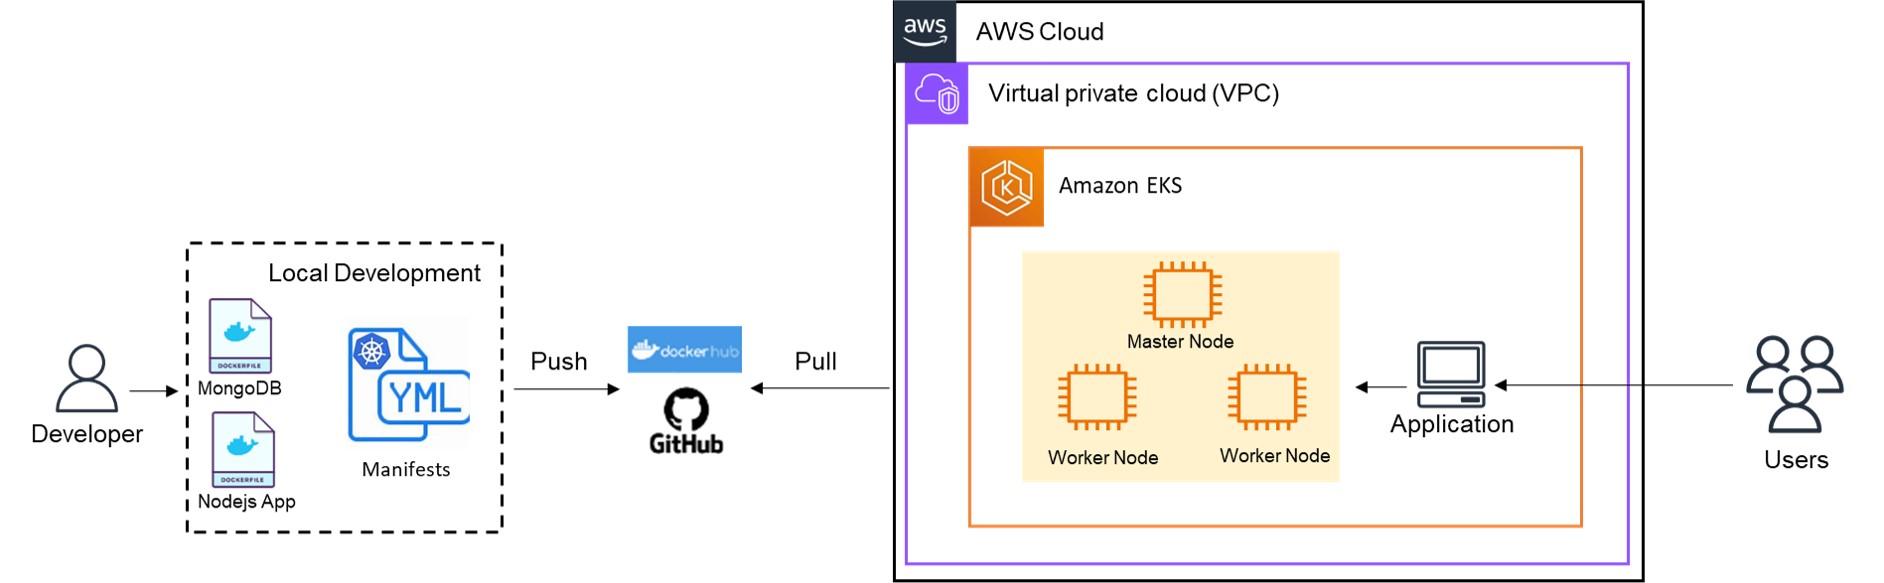 aws
AWS Cloud
Virtual private cloud (VPC)
Amazon EKS
K
Local Development
DOCKERFILE
MongoDB
DOCKERFILE
Nodejs App
YML
Manifests
Developer
Push
docker hub
GitHub
Pull
Master Node
Worker Node
Worker Node
Application
Users